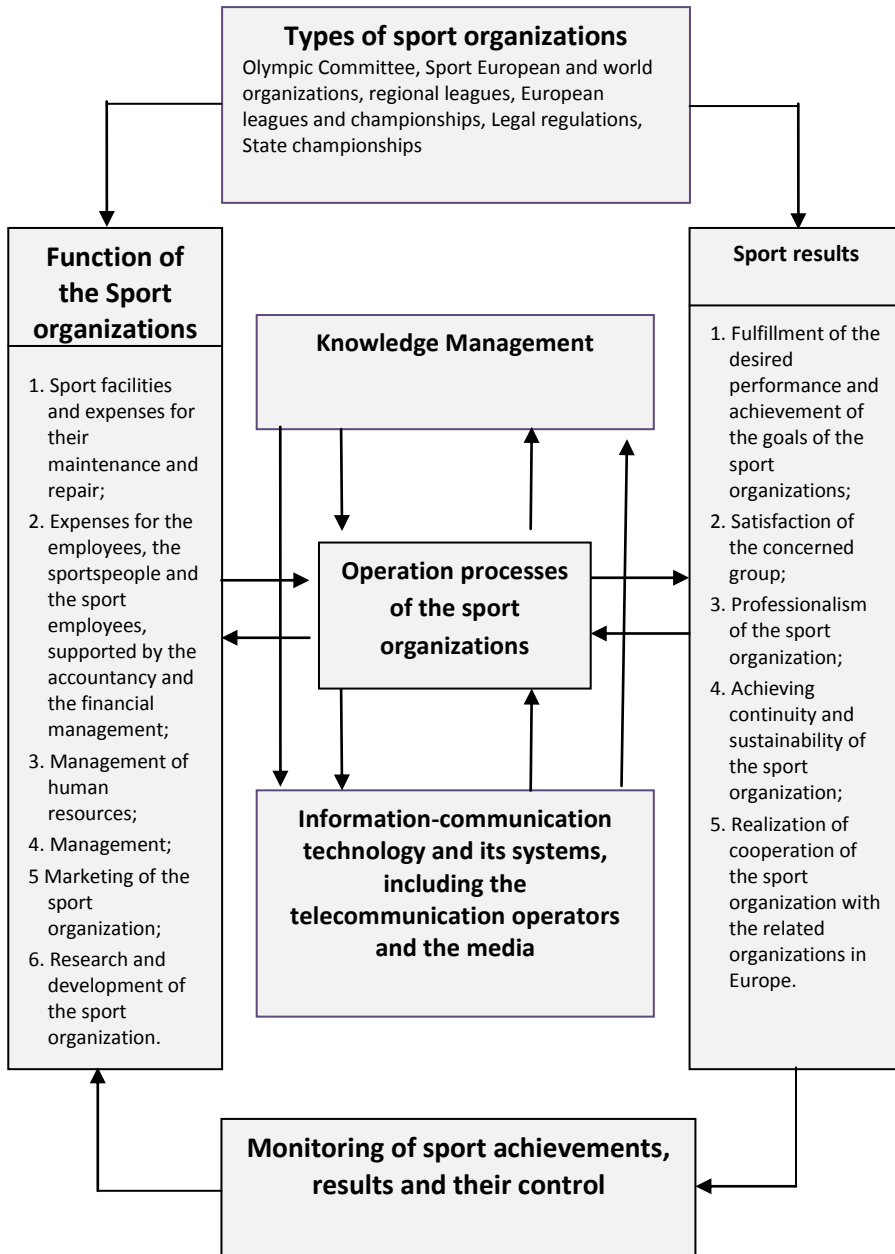 Types of sport organizations
Olympic Committee, Sport European and world
organizations, regional leagues, European
leagues and championships, Legal regulations,
State championships
Function of
the Sport
organizations
1. Sport facilities
and expenses for
their
maintenance and
repair;
2. Expenses for the
employees, the
sportspeople and
the sport
employees,
supported by the
accountancy and
the financial
management;
3. Management of
human
resources;
4. Management;
5 Marketing of the
sport
organization;
6. Research and
development of
the sport
organization.
Knowledge Management
Operation processes
of the sport
organizations
Information-communication
technology and its systems,
including the
telecommunication operators
and the media
Sport results
1. Fulfillment of the
desired
performance and
achievement of
the goals of the
sport
organizations;
2. Satisfaction of
the concerned
group;
3. Professionalism
of the sport
organization;
4. Achieving
continuity and
sustainability of
the sport
organization;
5. Realization of
cooperation of
the sport
organization with
the related
organizations in
Europe.
Monitoring of sport achievements,
results and their control